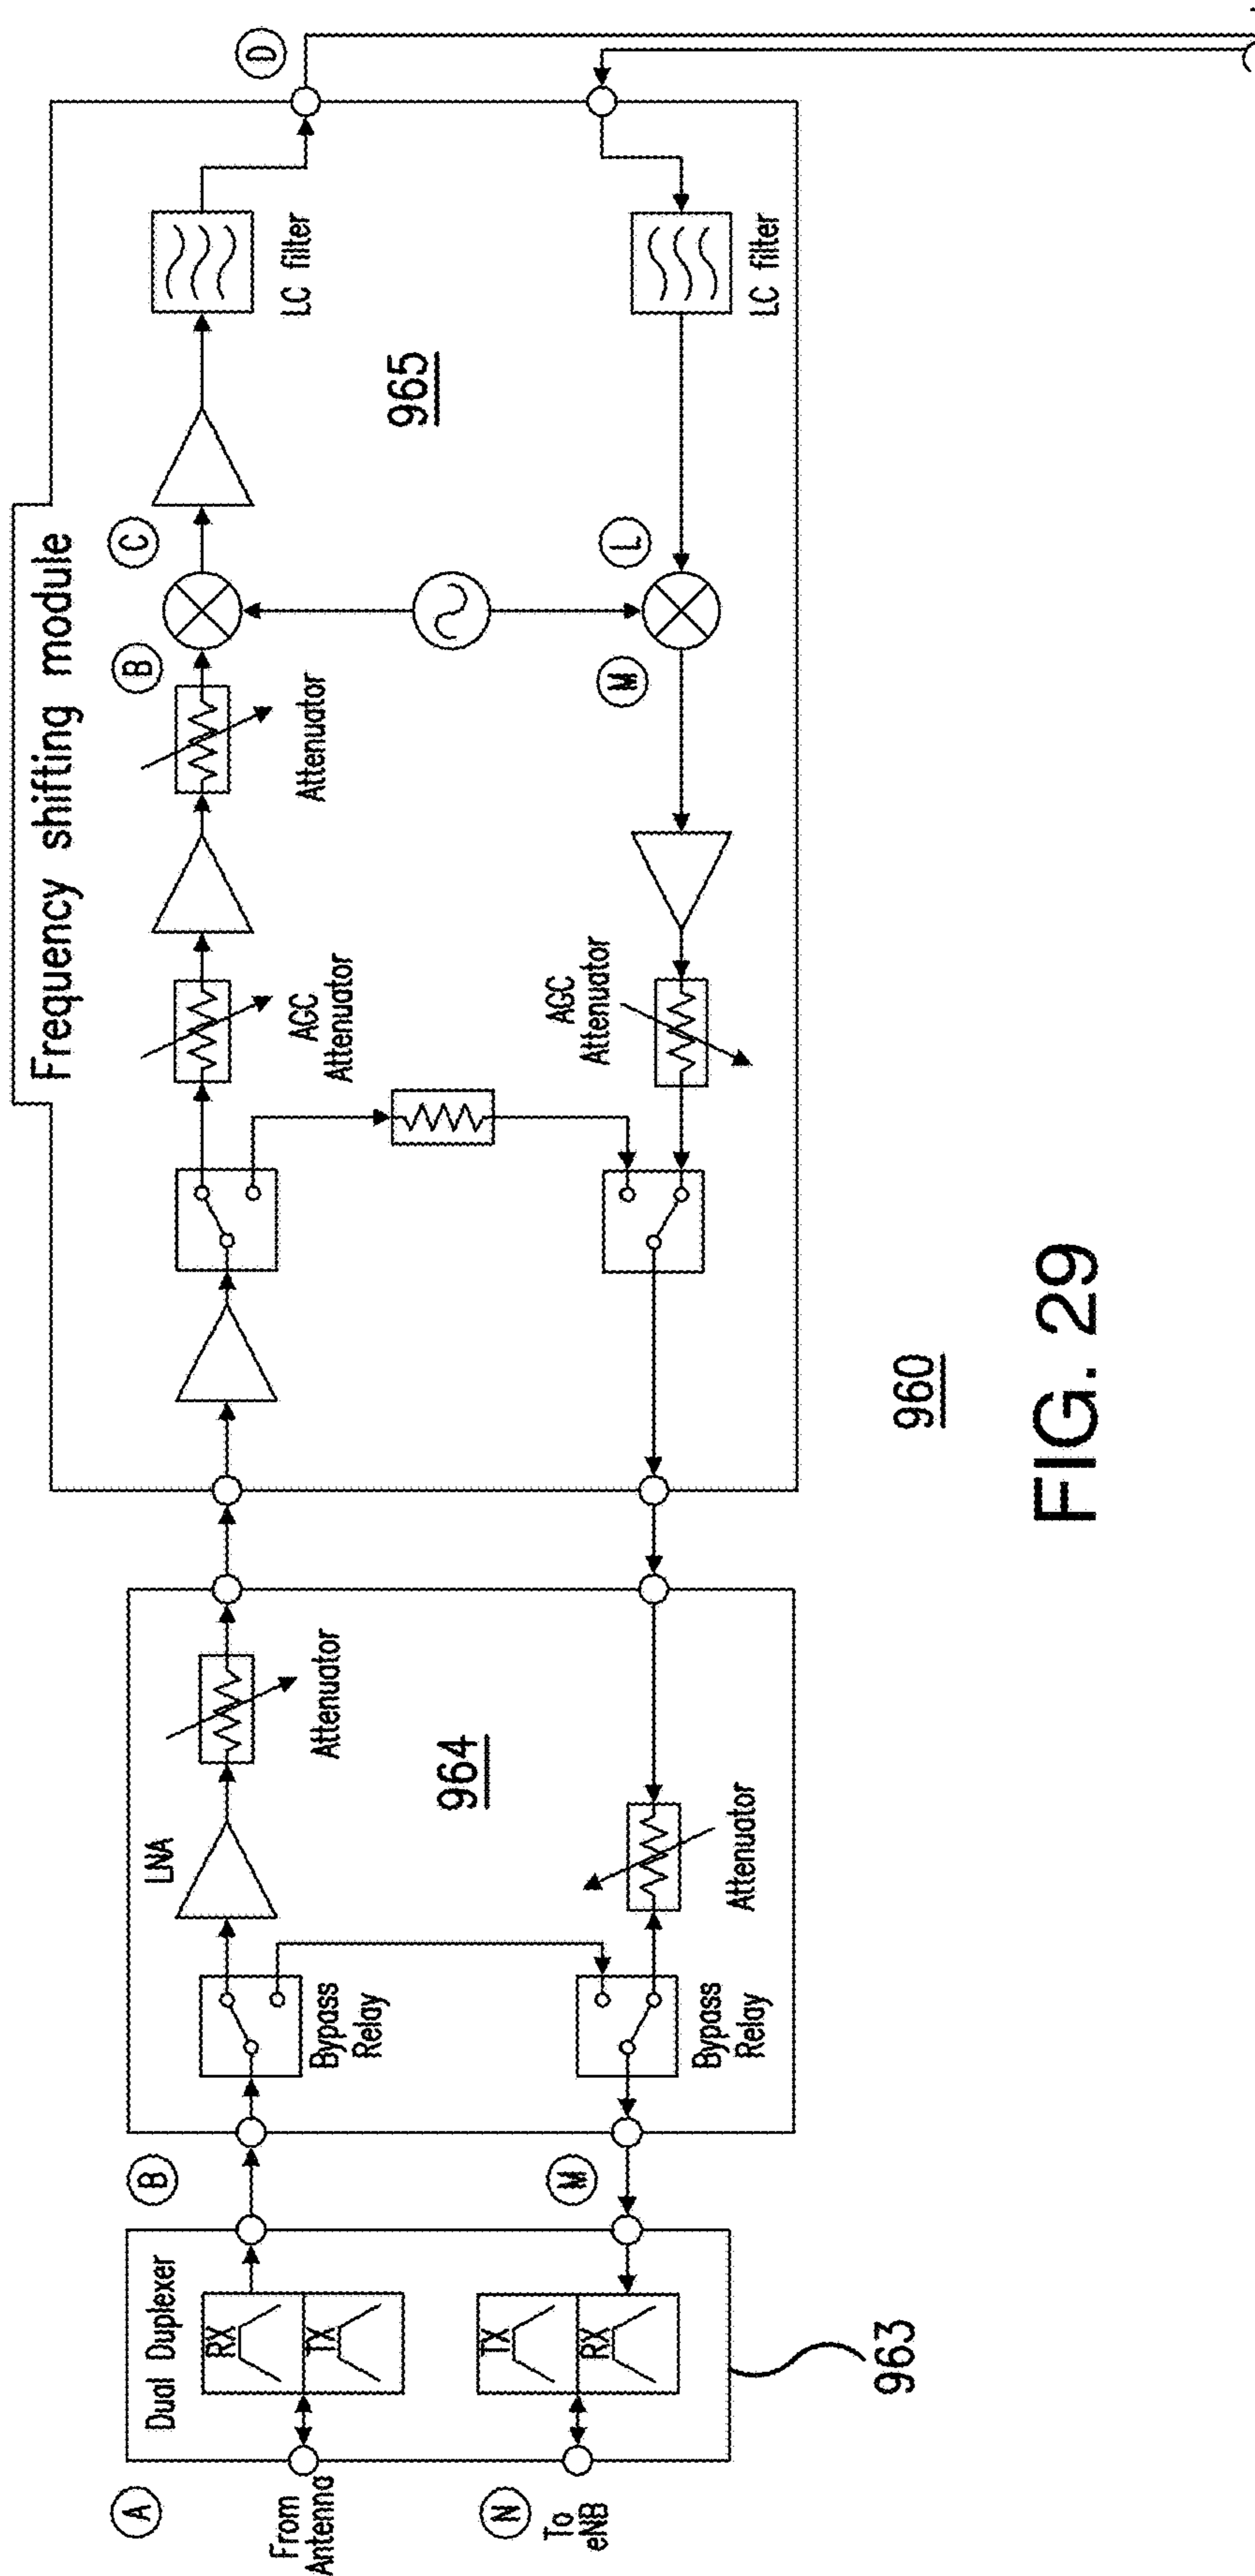 Frequency shifting module
D
C
B
LC filter
965
Attenuator
AGC
Attenuator
L
M
LC filter
AGC
Attenuator
LNA
Attenuator
964
Bypass
Relay
Attenuator
Bypass
Relay
B
M
Dual Duplexer
RX
TX
TX
RX
A
From
Antenna
N
To
eNB
963
960
FIG. 29